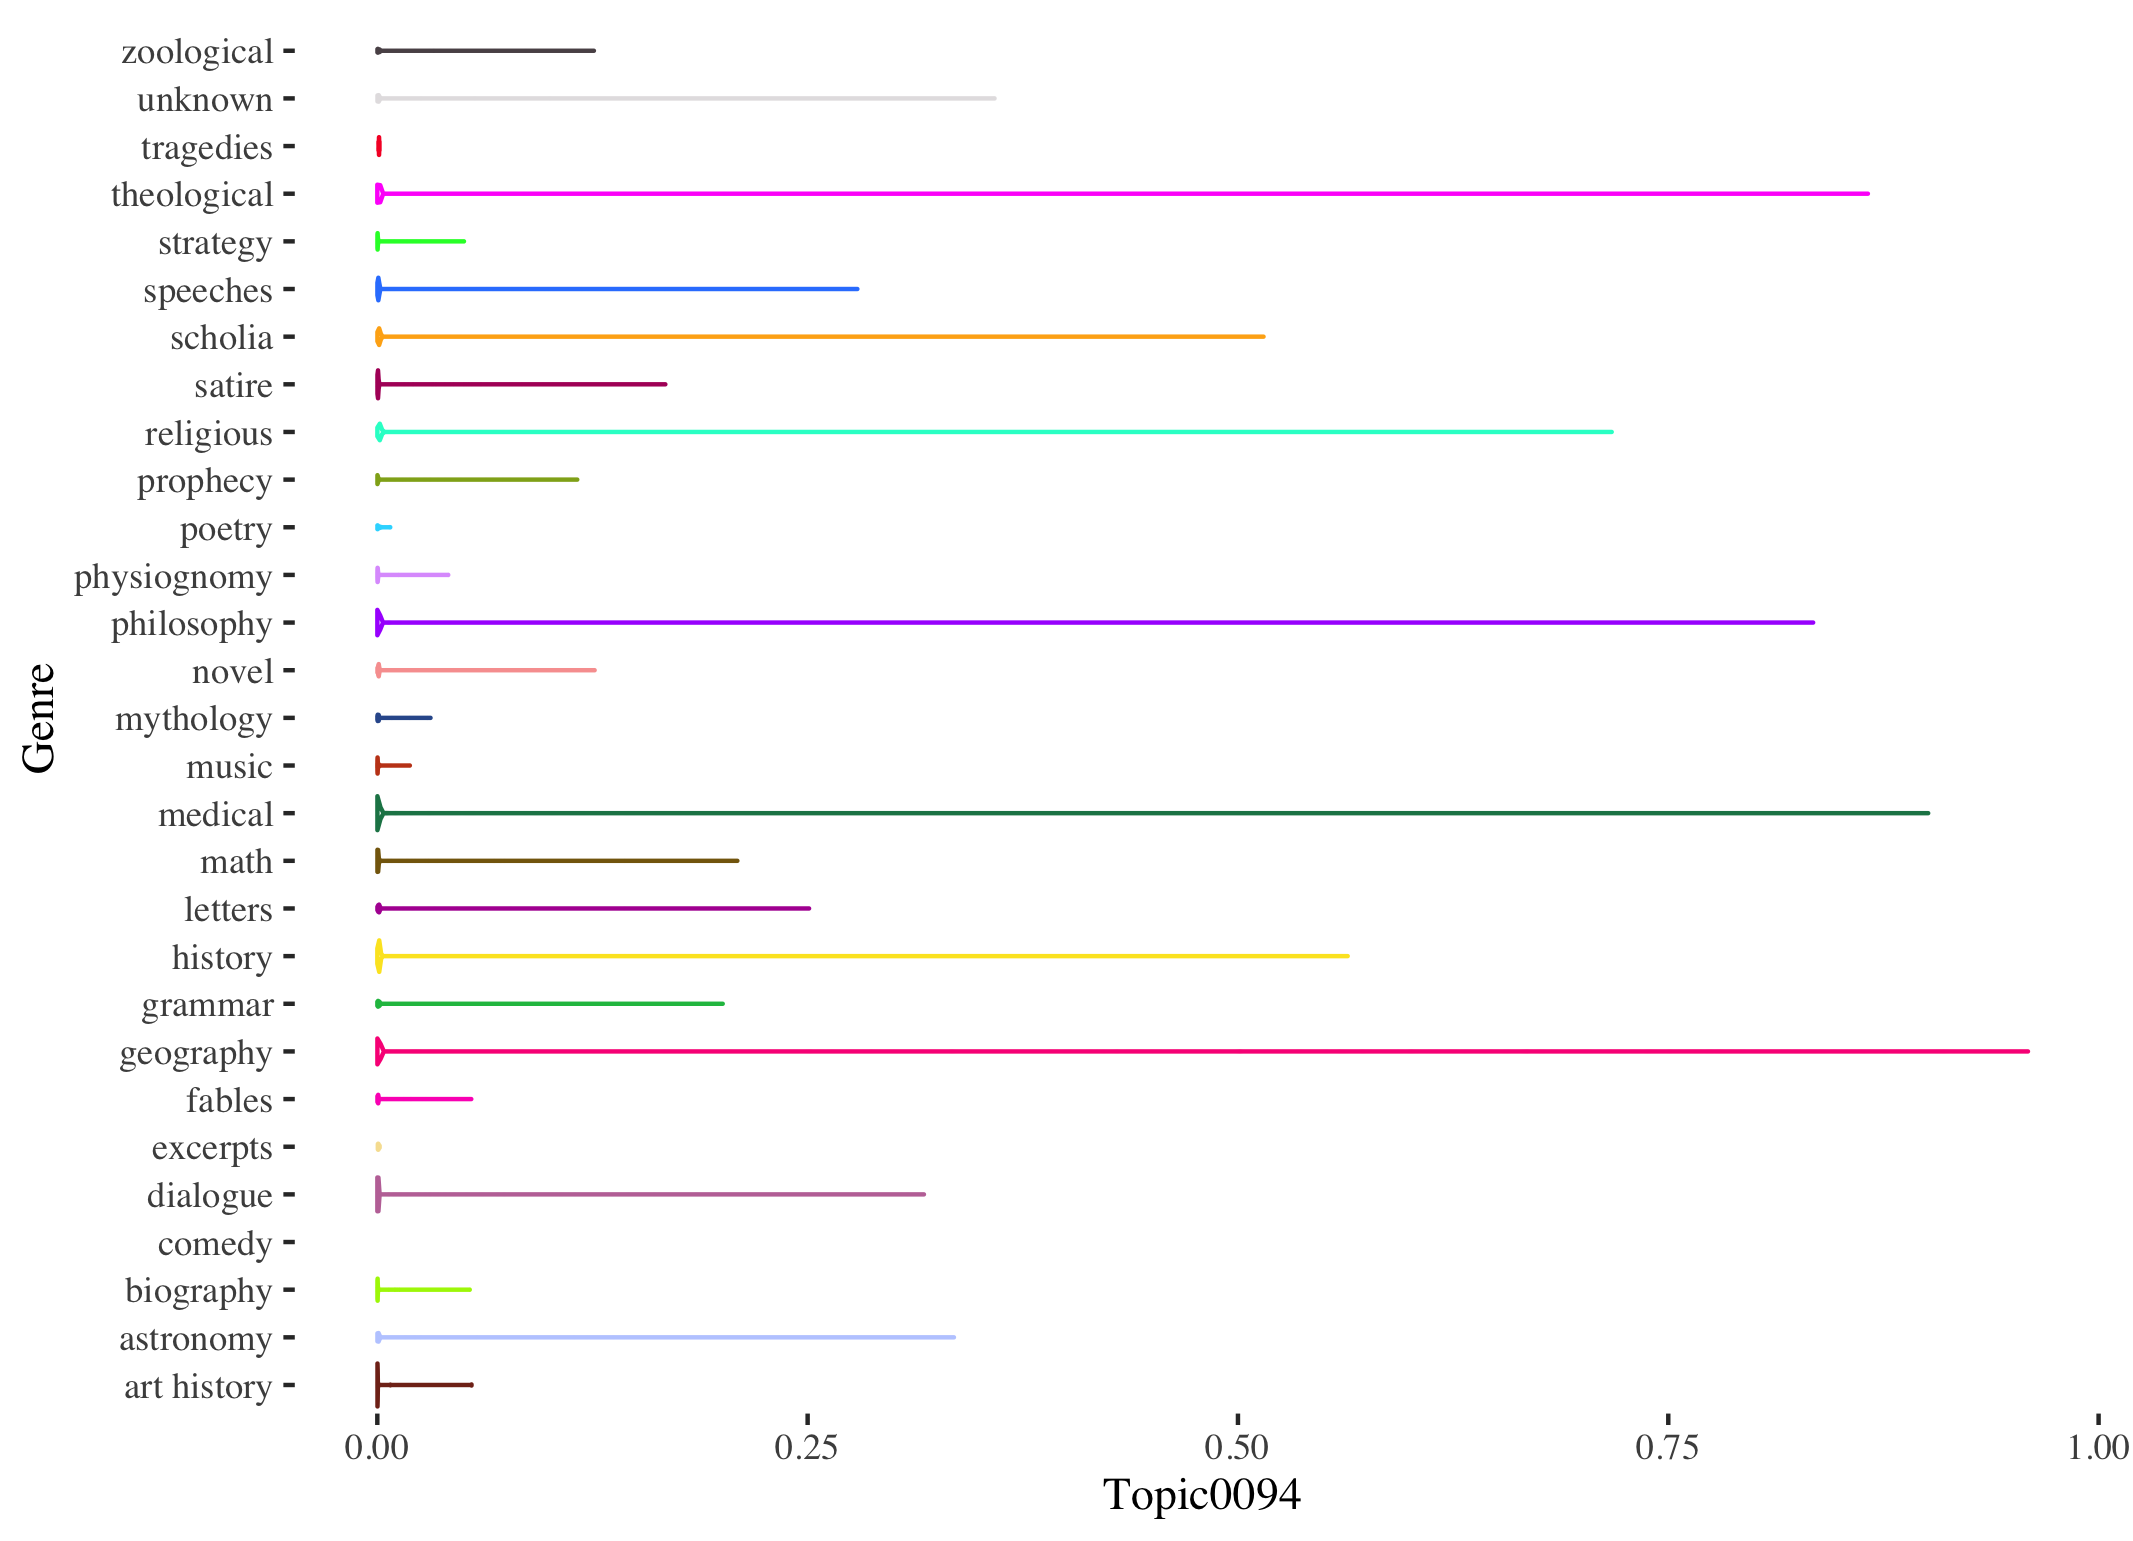 zoological
unknown
tragedies
theological
strategy
speeches
scholia
satire
religious
prophecy
poetry
physiognomy
philosophy
novel
mythology
music
medical
math
letters
history
grammar
geography
fables
excerpts
dialogue
comedy
biography
astronomy
art history
Genre
0.00 0.25 0.50 0.75 1.00
Topic0094